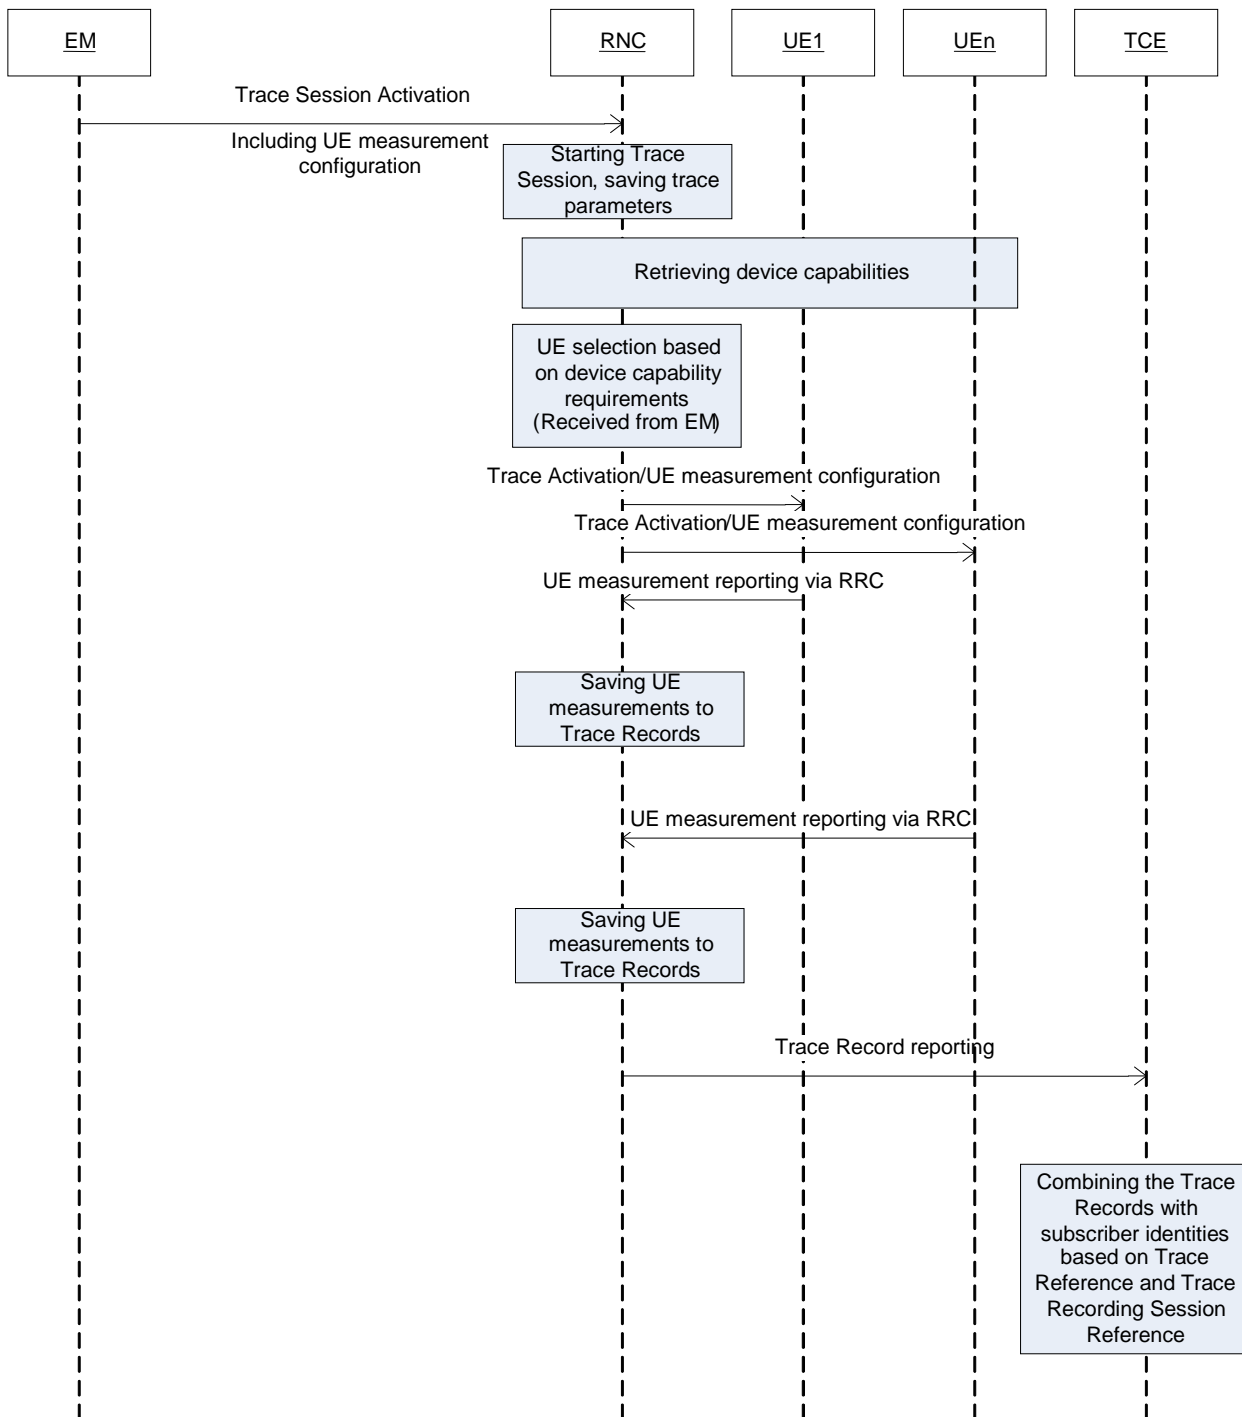 EM
RNC
UE1
UEn
TCE
Trace Session Activation
Including UE measurement
configuration
Starting Trace
Session, saving trace
parameters
Retrieving device capabilities
UE selection based
on device capability
requirements
(Received from EM)
Trace Activation/UE measurement configuration
Trace Activation/UE measurement configuration
UE measurement reporting via RRC
Saving UE
measurements to
Trace Records
UE measurement reporting via RRC
Saving UE
measurements to
Trace Records
Trace Record reporting
Combining the Trace
Records with
subscriber identities
based on Trace
Reference and Trace
Recording Session
Reference